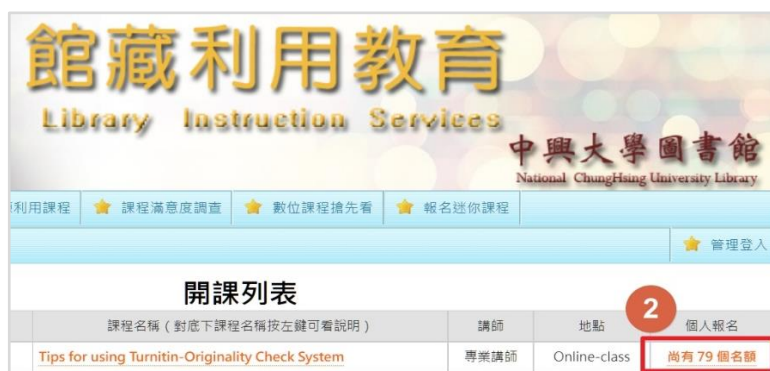 館藏利用教育
Library Instruction Services
中興大學圖書館
National ChungHsing University Library
利用課程 課程滿意度調查 數位課程搶先看 報名迷你課程
管理登入
開課列表
2
課程名稱（對底下課程名稱按左鍵可看說明） 講師 地點 個人報名
Tips for using Turnitin-Originality Check System 專業講師 Online-class 尚有 79 個名額